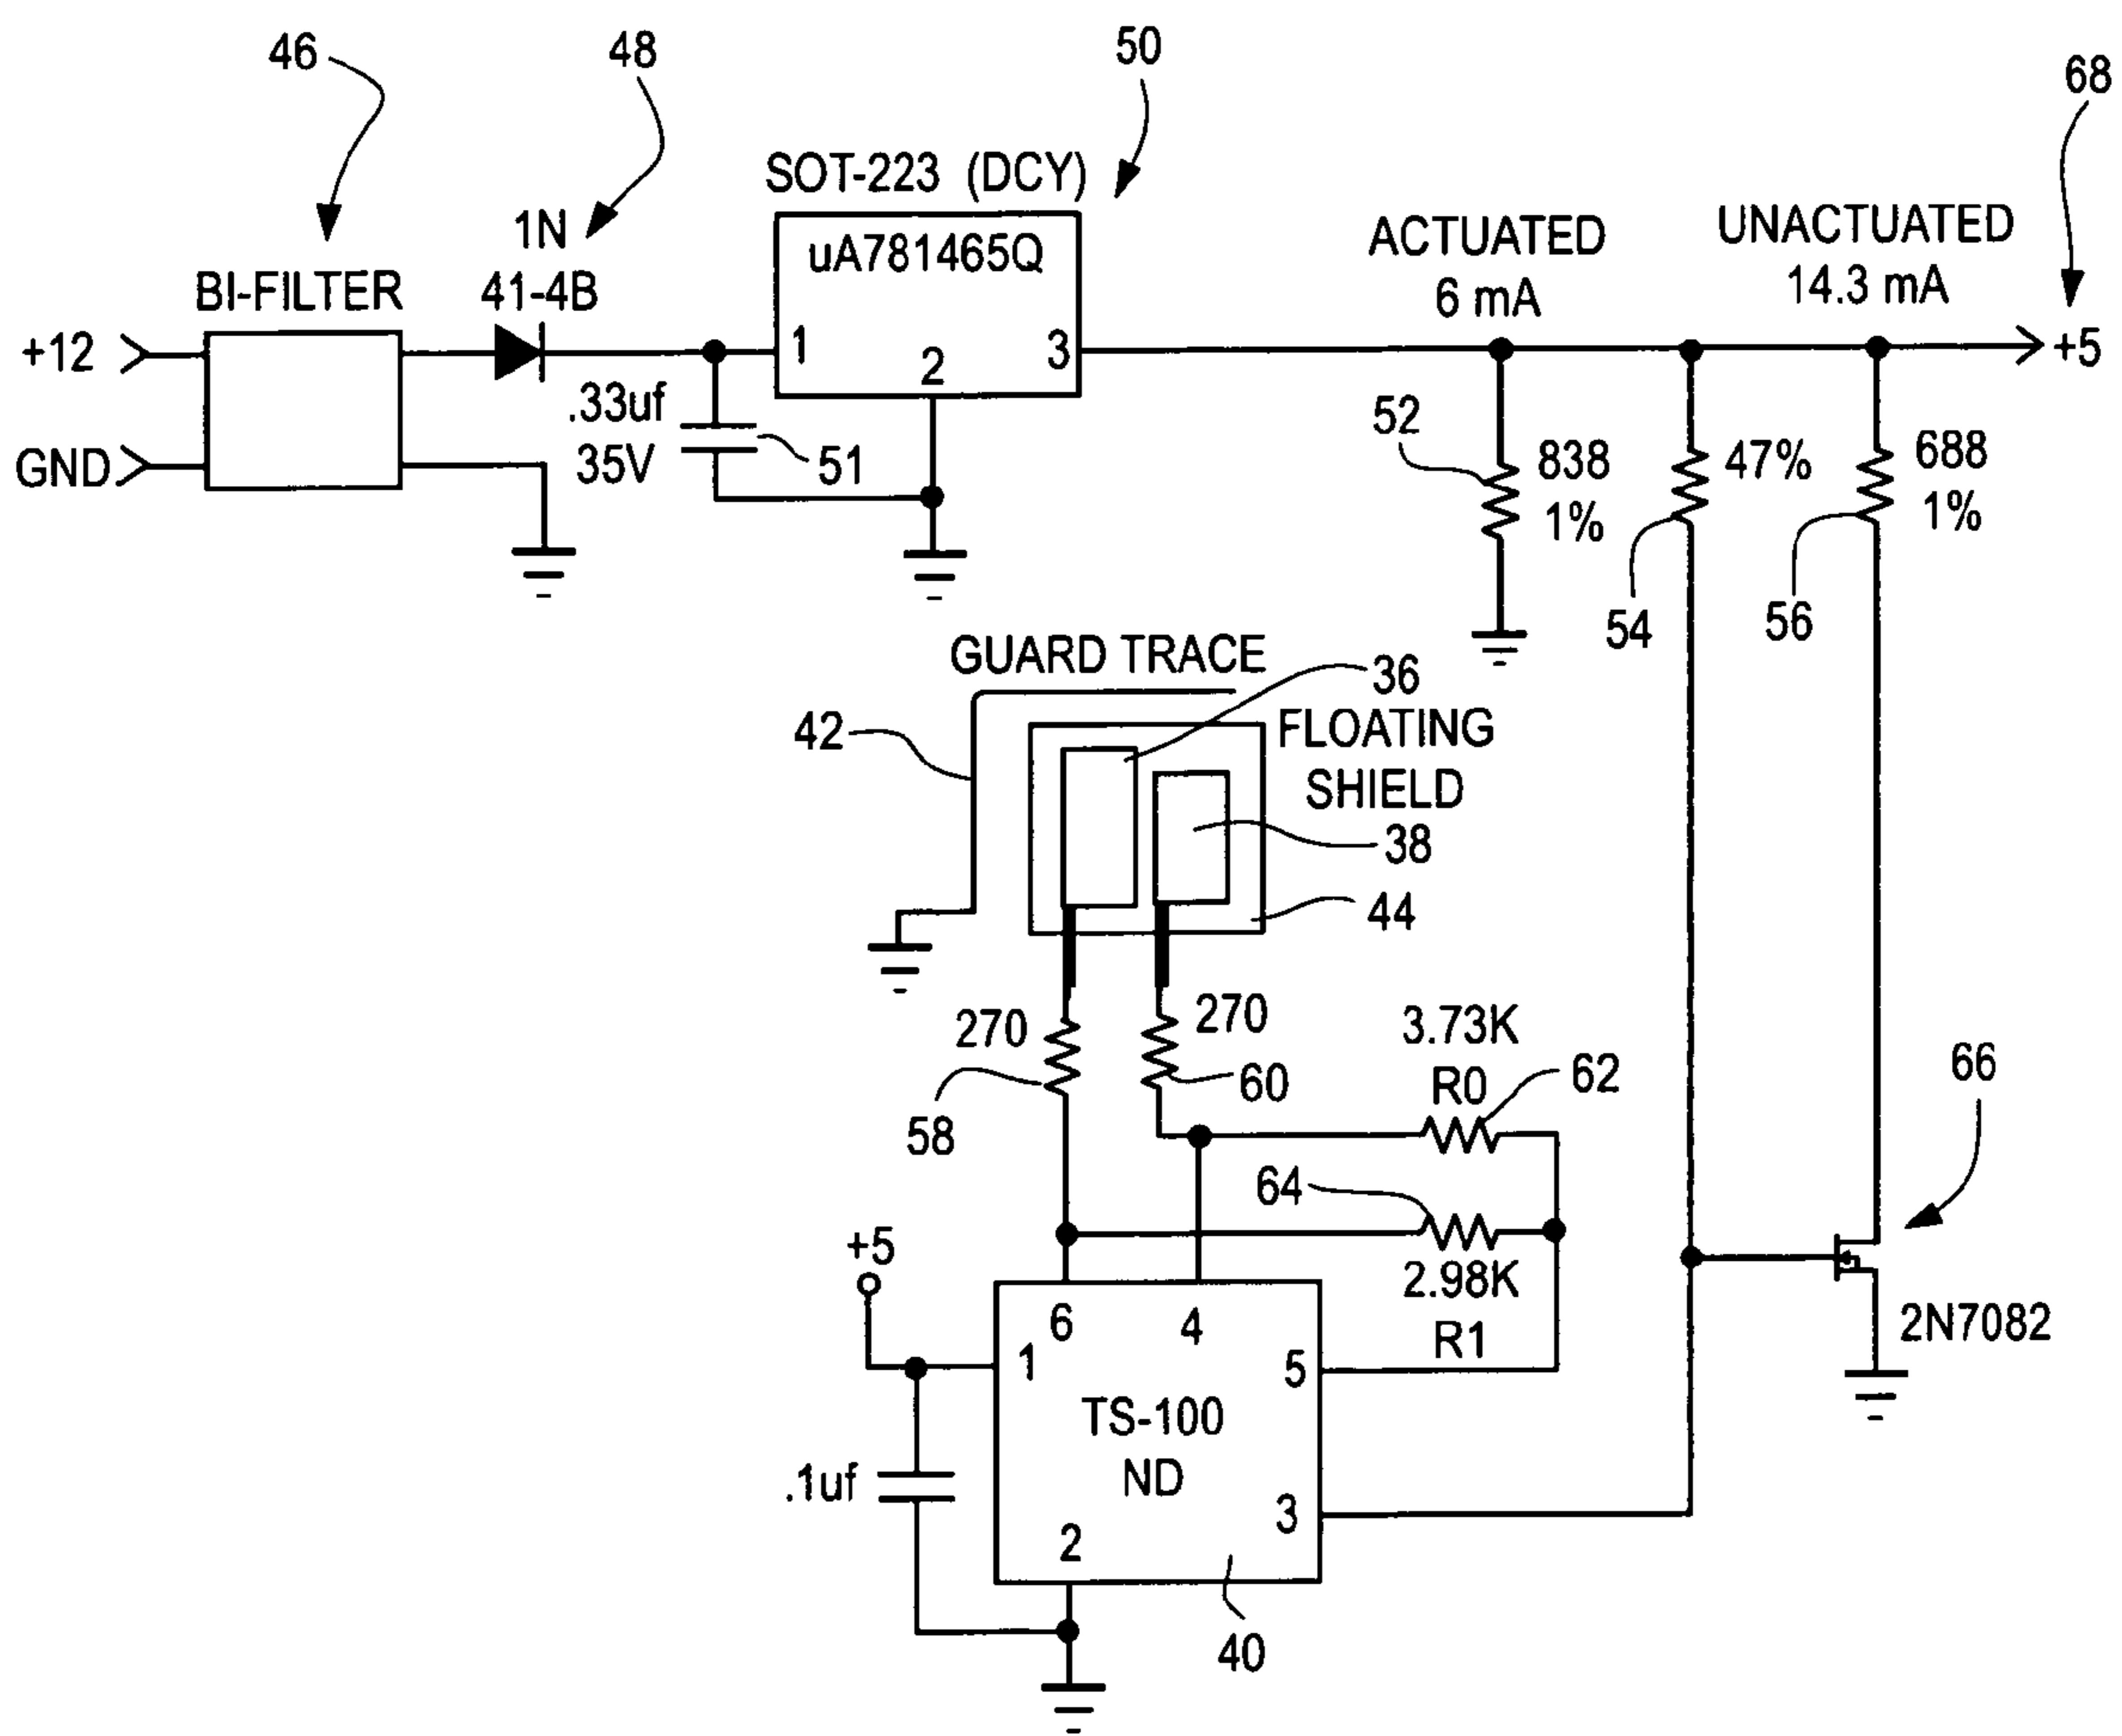 46
48
50
68
SOT-223 (DCY)
1N
41-4B
uA781465Q
ACTUATED
6 mA
UNACTUATED
14.3 mA
BI-FILTER
+12
GND
1
2
3
+5
.33uf
35V
51
52
838
1%
47%
54
688
1%
56
GUARD TRACE
36
FLOATING
SHIELD
42
38
44
270
58
270
60
3.73K
R0
62
64
2.98K
R1
66
2N7082
+5
6
4
1
5
TS-100
ND
3
2
.1uf
40